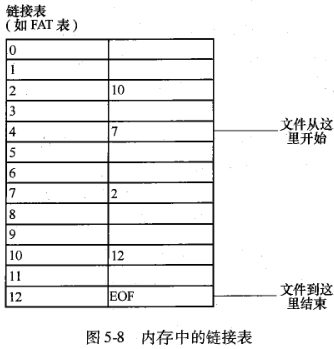 链接表
(如 FAT 表)
0
1
2 10
3
4 7
文件从这
里开始
5
6
7 2
8
9
10 12
11
12 EOF
文件到这
里结束
图 5-8 内存中的链接表